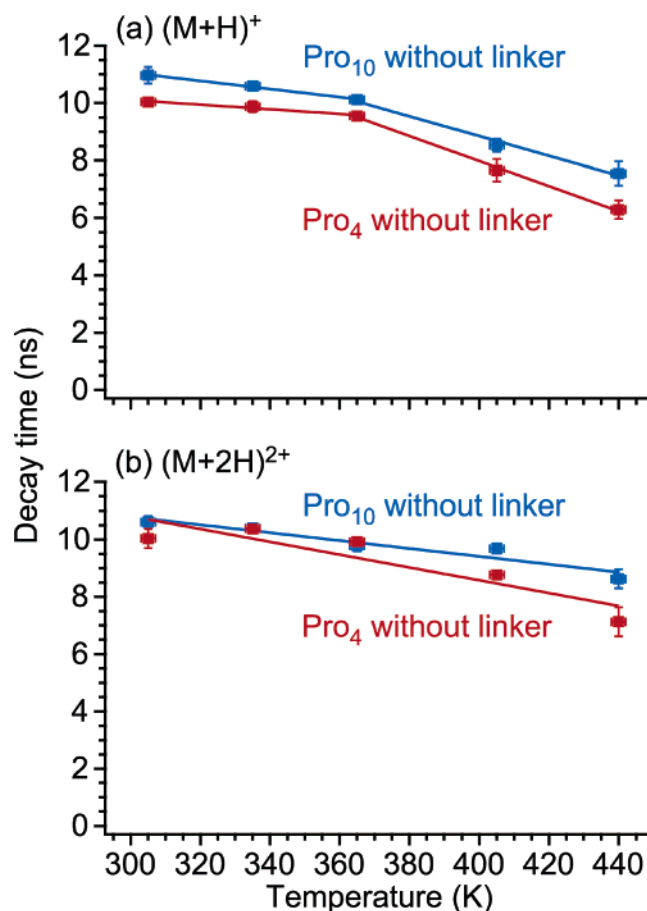 (a) (M+H)⁺
Pro₁₀ without linker
Pro₄ without linker
12
10
8
6
4
2
0
Decay time (ns)
(b) (M+2H)²⁺
Pro₁₀ without linker
Pro₄ without linker
12
10
8
6
4
2
0
300 320 340 360 380 400 420 440
Temperature (K)